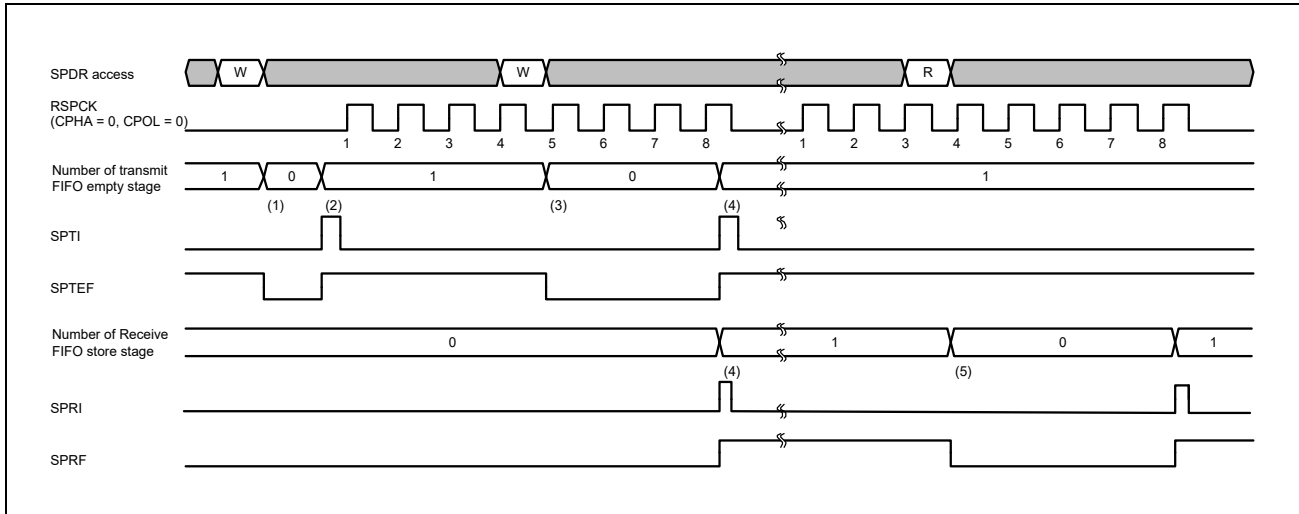 SPDR access
W
W
R
RSPCK
(CPHA = 0, CPOL = 0)
1 2 3 4 5 6 7 8 1 2 3 4 5 6 7 8
Number of transmit
FIFO empty stage
1 0 1 0 1
(1) (2) (3) (4)
SPTI
SPTEF
Number of Receive
FIFO store stage
0 1 0 1
(4) (5)
SPRI
SPRF